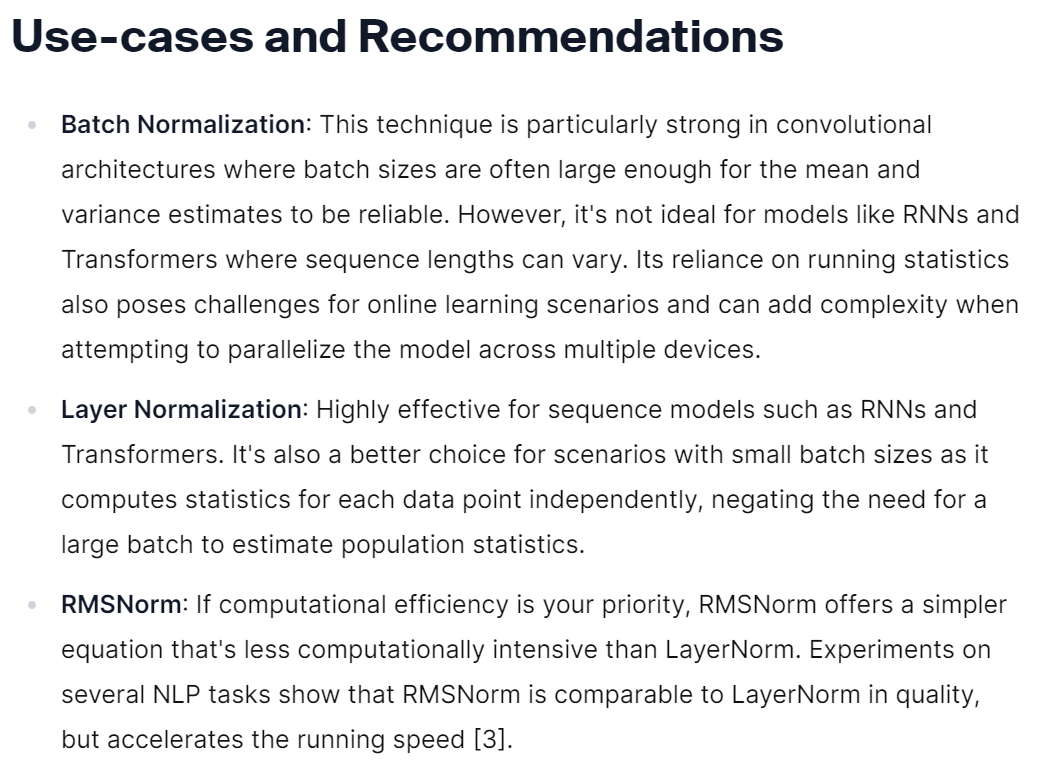 Use-cases and Recommendations
Batch Normalization: This technique is particularly strong in convolutional
architectures where batch sizes are often large enough for the mean and
variance estimates to be reliable. However, it's not ideal for models like RNNs and
Transformers where sequence lengths can vary. Its reliance on running statistics
also poses challenges for online learning scenarios and can add complexity when
attempting to parallelize the model across multiple devices.
Layer Normalization: Highly effective for sequence models such as RNNs and
Transformers. It's also a better choice for scenarios with small batch sizes as it
computes statistics for each data point independently, negating the need for a
large batch to estimate population statistics.
RMSNorm: If computational efficiency is your priority, RMSNorm offers a simpler
equation that's less computationally intensive than LayerNorm. Experiments on
several NLP tasks show that RMSNorm is comparable to LayerNorm in quality,
but accelerates the running speed [3].